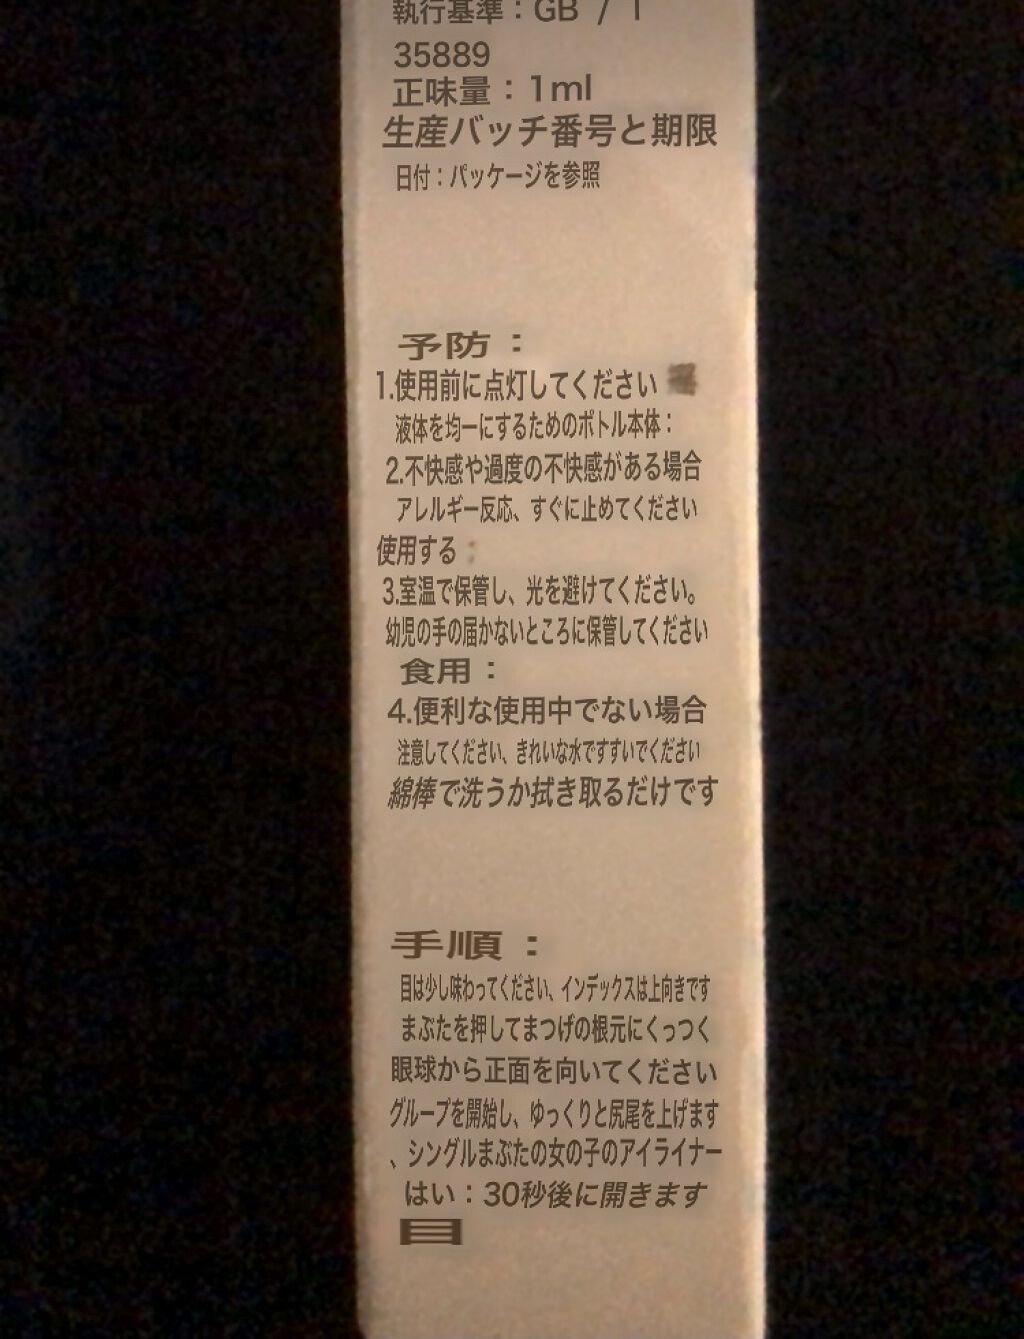 執行基準：GB / T
35889
正味量：1ml
生産バッチ番号と期限
日付：パッケージを参照
予防：
1.使用前に点灯してください
液体を均一にするためのボトル本体：
2.不快感や過度の不快感がある場合
アレルギー反応、すぐに止めてください
使用する：
3.室温で保管し、光を避けてください。
幼児の手の届かないところに保管してください
食用：
4.便利な使用中でない場合
注意してください、きれいな水ですすいでください
綿棒で洗うか拭き取るだけです
手順：
目は少し味わってください、インデックスは上向きです
まぶたを押してまつげの根元にくっつく
眼球から正面を向いてください
グループを開始し、ゆっくりと尻尾を上げます
、シングルまぶたの女の子のアイライナー
はい：30秒後に開きます
目